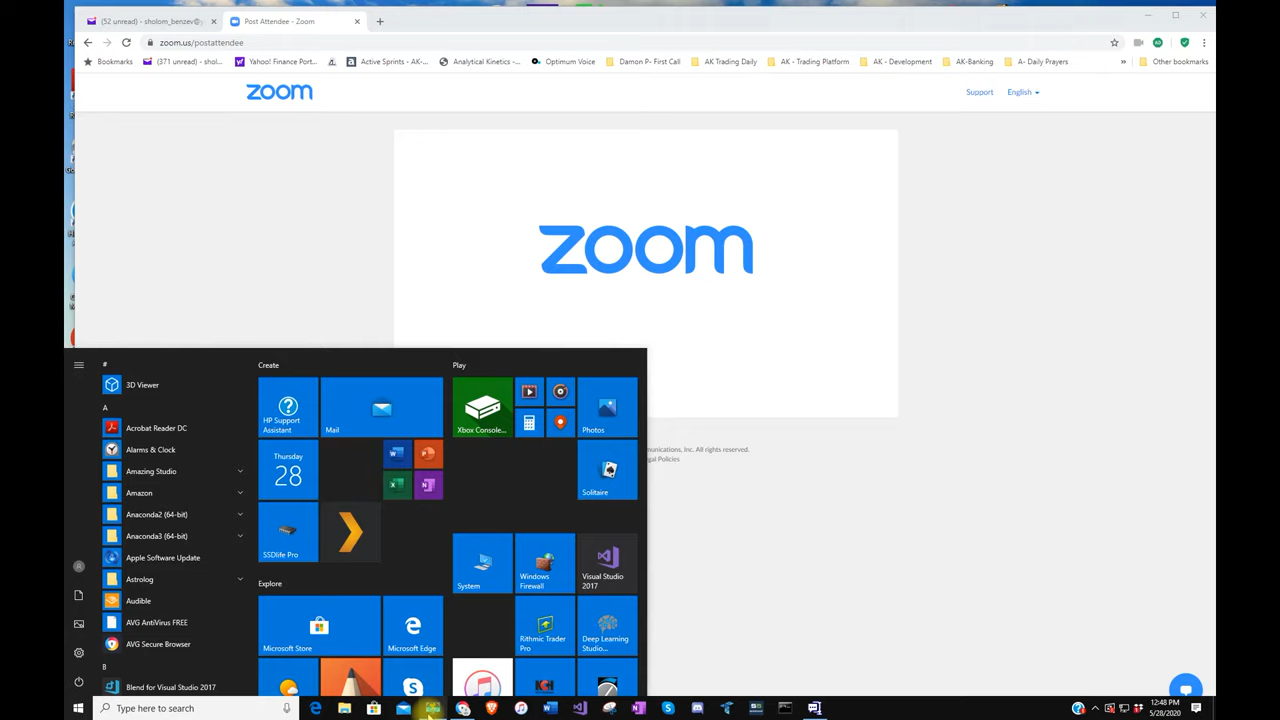 (52 unread) - sholom_benzev@y
Post Attendee - Zoom
zoom.us/postattendee
Bookmarks
(371 unread) - shol...
Yahoo! Finance Port...
Active Sprints - AK-...
Analytical Kinetics -...
Optimum Voice
Damon P- First Call
AK Trading Daily
AK - Trading Platform
AK - Development
AK-Banking
A- Daily Prayers
»
Other bookmarks
zoom
Support
English
zoom
mmunications, Inc. All rights reserved.
egal Policies
#
3D Viewer
A
Acrobat Reader DC
Alarms & Clock
Amazing Studio
Amazon
Anaconda2 (64-bit)
Anaconda3 (64-bit)
Apple Software Update
Astrolog
Audible
AVG AntiVirus FREE
AVG Secure Browser
B
Blend for Visual Studio 2017
Create
HP Support
Assistant
Mail
Thursday
28
SSDlife Pro
Explore
Microsoft Store
Microsoft Edge
Play
Xbox Console...
Photos
Solitaire
System
Windows
Firewall
Visual Studio
2017
Rithmic Trader
Pro
Deep Learning
Studio...
Type here to search
12:48 PM
5/28/2020